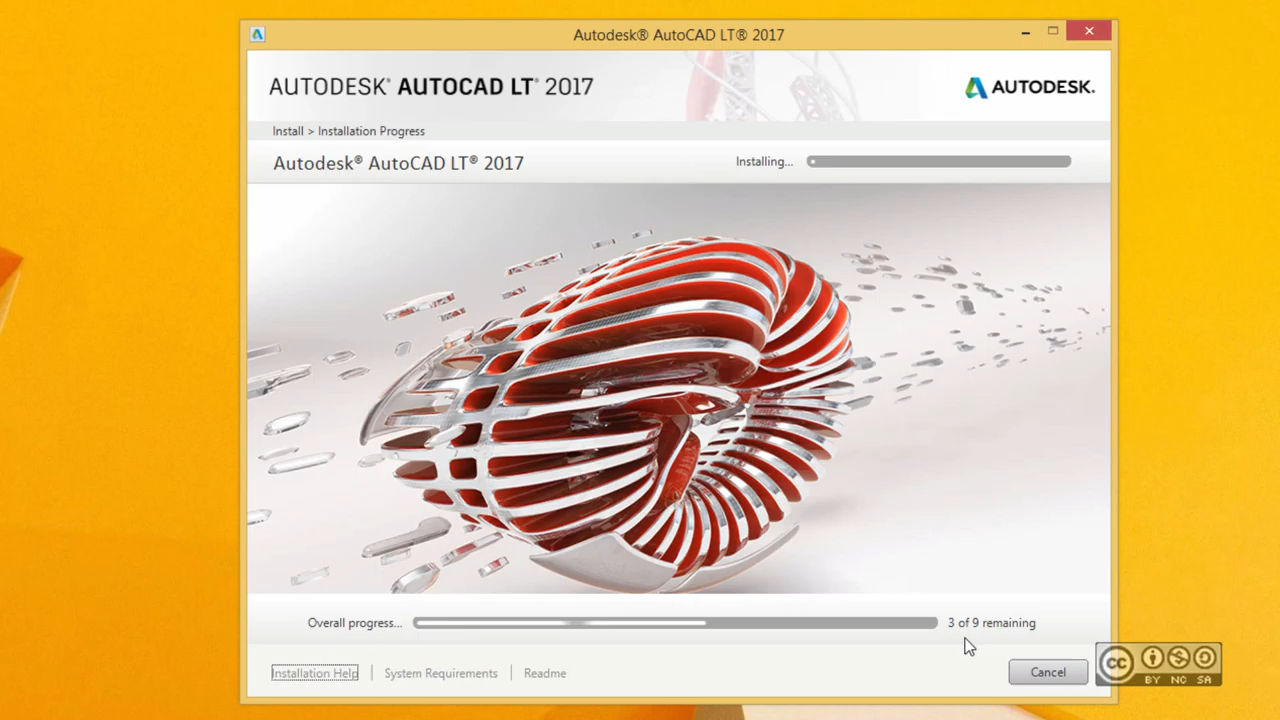 Autodesk® AutoCAD LT® 2017
AUTODESK® AUTOCAD LT® 2017
AUTODESK.
Install > Installation Progress
Autodesk® AutoCAD LT® 2017
Installing...
Overall progress...
3 of 9 remaining
Installation Help
System Requirements
Readme
Cancel
cc
BY NC SA